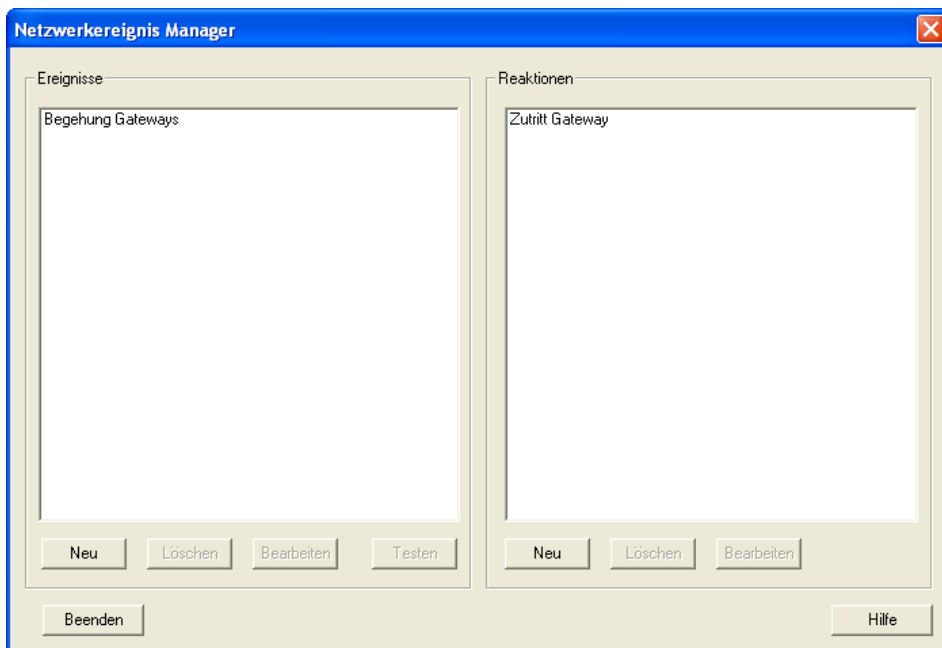 Netzwerkereignis Manager
Ereignisse
Begehung Gateways
Neu Löschen Bearbeiten Testen
Reaktionen
Zutritt Gateway
Neu Löschen Bearbeiten
Beenden Hilfe